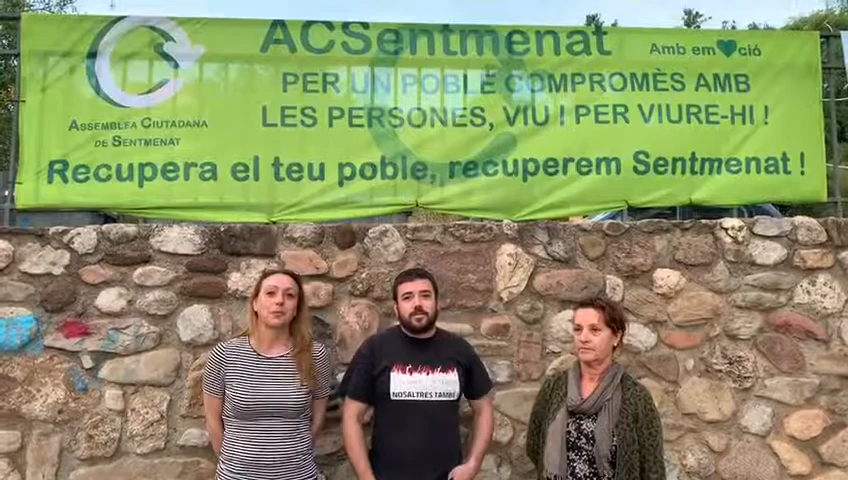 ACSentmenat
Amb em ció
PER UN POBLE COMPROMÈS AMB
LES PERSONES, VIU I PER VIURE-HI !
ASSEMBLEA CIUTADANA
DE SENTMENAT
Recupera el teu poble, recuperem Sentmenat !
NOSALTRES TAMBÉ